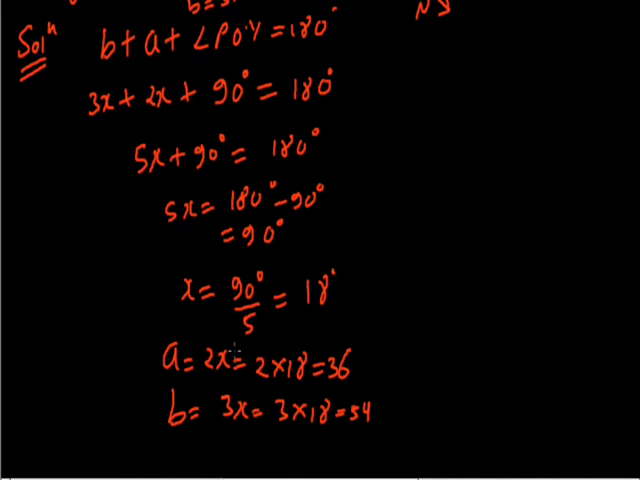 b=3
Solⁿ b + a + ∠POY = 180°
3x + 2x + 90° = 180°
5x + 90° = 180°
5x = 180° - 90°
= 90°
x = 90°/5 = 18°
a = 2x = 2×18 = 36
b = 3x = 3×18 = 54